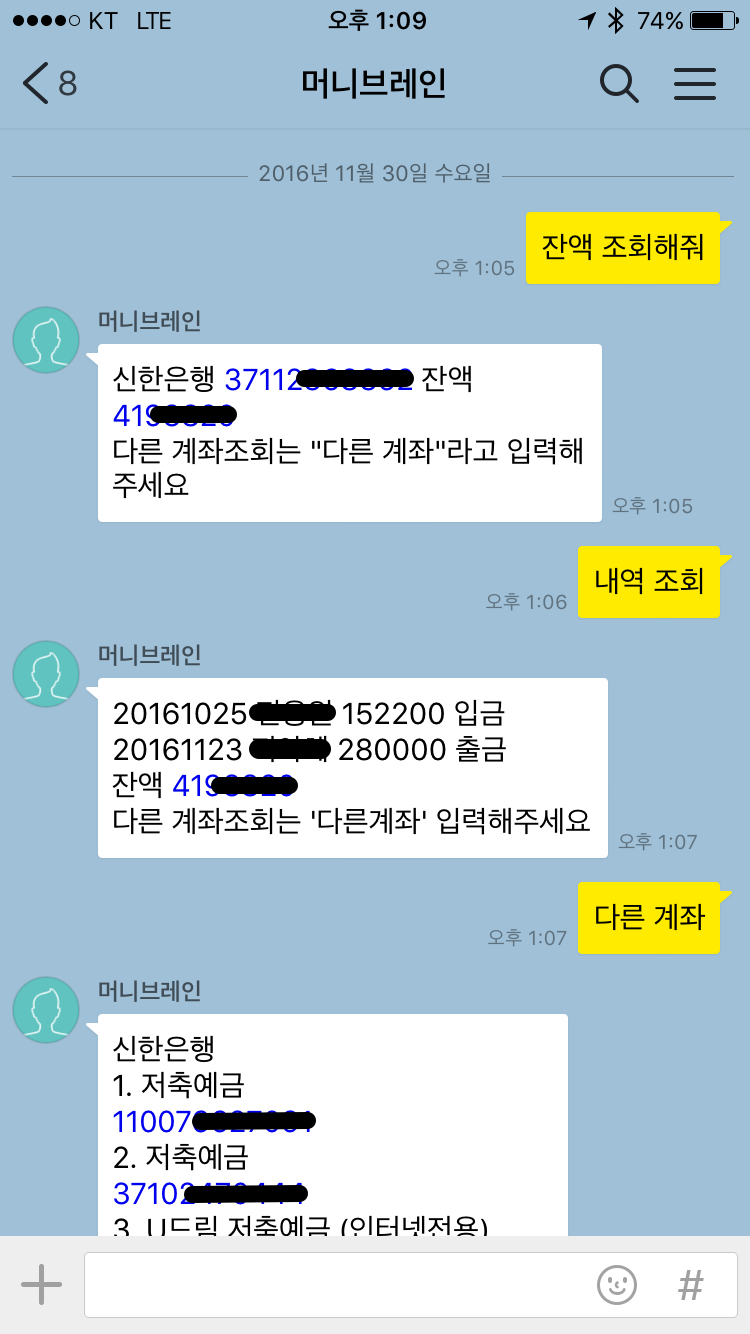 KT LTE 오후 1:09 74%
8 머니브레인
2016년 11월 30일 수요일
잔액 조회해줘
오후 1:05
머니브레인
신한은행 37112 잔액
419
다른 계좌조회는 "다른 계좌"라고 입력해
주세요
오후 1:05
내역 조회
오후 1:06
머니브레인
20161025 152200 입금
20161123 280000 출금
잔액 419
다른 계좌조회는 '다른계좌' 입력해주세요
오후 1:07
다른 계좌
오후 1:07
머니브레인
신한은행
1. 저축예금
11007
2. 저축예금
37102
3. U드림 저축예금 (인터넷전용)
#